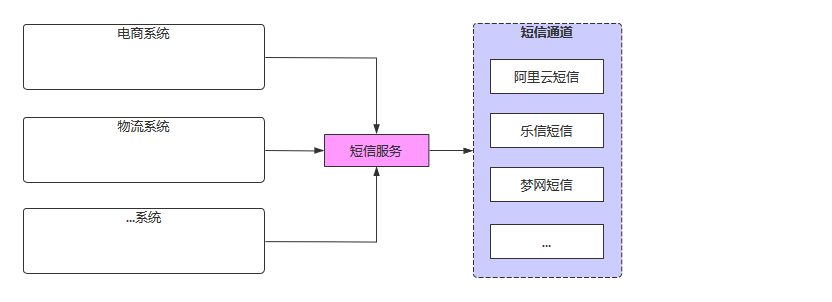 电商系统
物流系统
...系统
短信服务
短信通道
阿里云短信
乐信短信
梦网短信
...